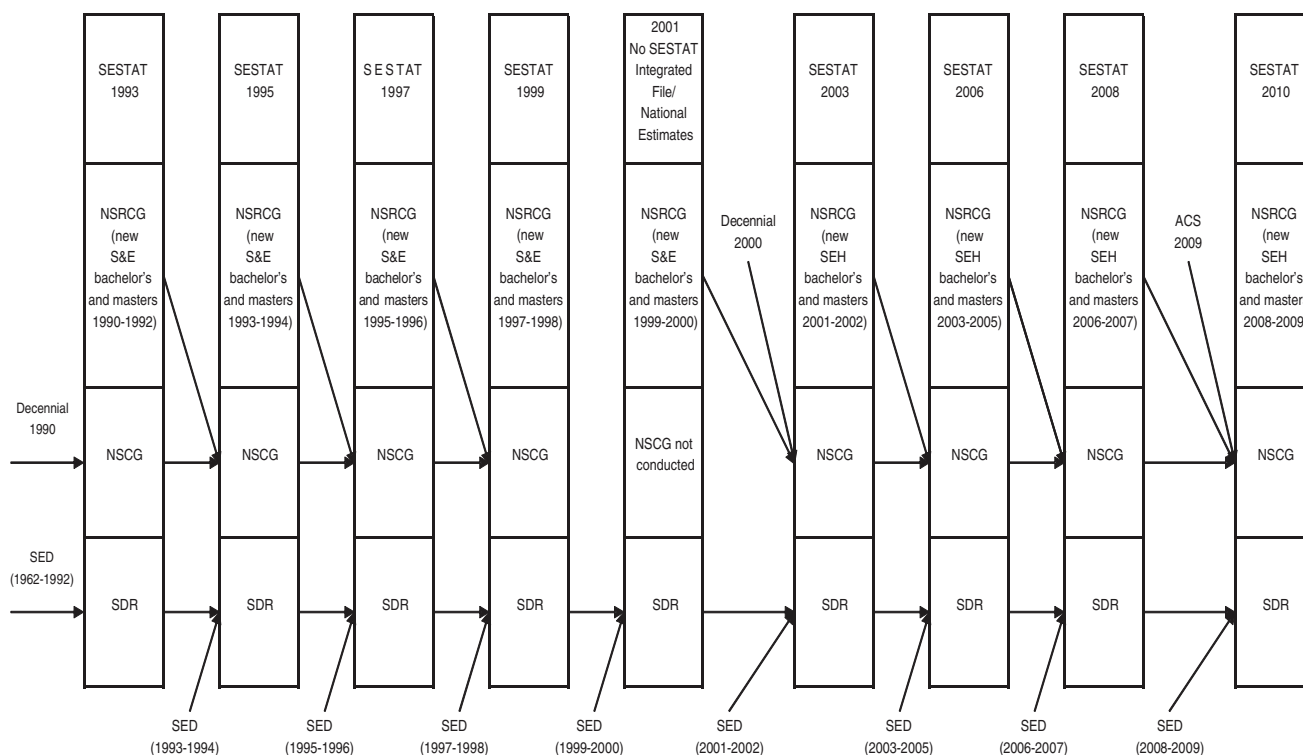 SESTAT
1993
SESTAT
1995
SESTAT
1997
SESTAT
1999
2001
No SESTAT
Integrated
File/
National
Estimates
SESTAT
2003
SESTAT
2006
SESTAT
2008
SESTAT
2010
NSRCG
(new
S&E
bachelor's
and masters
1990-1992)
NSRCG
(new
S&E
bachelor's
and masters
1993-1994)
NSRCG
(new
S&E
bachelor's
and masters
1995-1996)
NSRCG
(new
S&E
bachelor's
and masters
1997-1998)
NSRCG
(new
S&E
bachelor's
and masters
1999-2000)
Decennial
2000
NSRCG
(new
SEH
bachelor's
and masters
2001-2002)
NSRCG
(new
SEH
bachelor's
and masters
2003-2005)
NSRCG
(new
SEH
bachelor's
and masters
2006-2007)
ACS
2009
NSRCG
(new
SEH
bachelor's
and master
2008-2009
Decennial
1990
NSCG
NSCG
NSCG
NSCG
NSCG not
conducted
NSCG
NSCG
NSCG
NSCG
SED
(1962-1992)
SDR
SDR
SDR
SDR
SDR
SDR
SDR
SDR
SDR
SED
(1993-1994)
SED
(1995-1996)
SED
(1997-1998)
SED
(1999-2000)
SED
(2001-2002)
SED
(2003-2005)
SED
(2006-2007)
SED
(2008-2009)